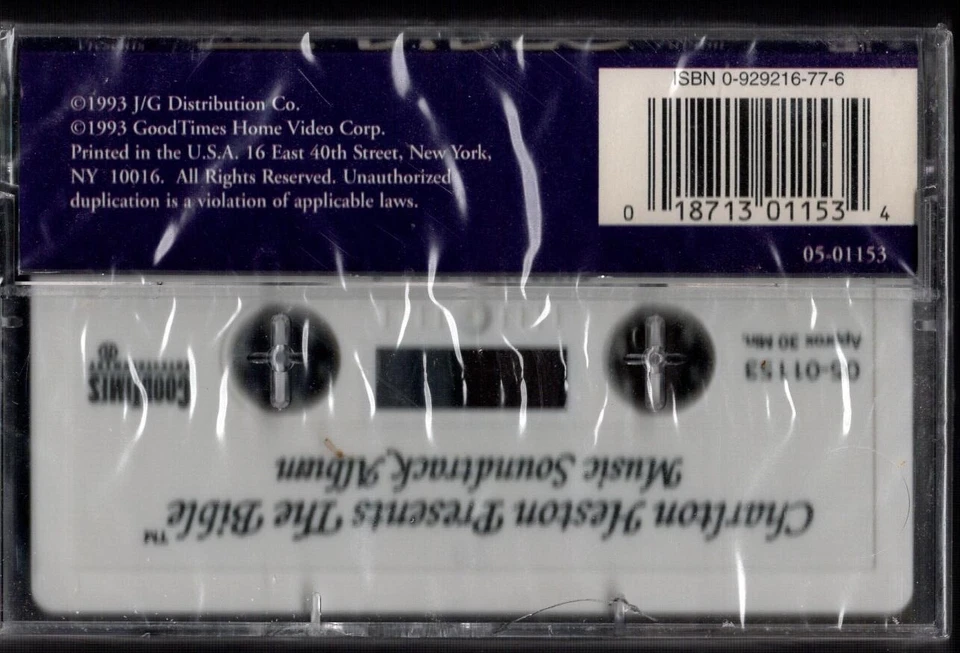 ©1993 J/G Distribution Co.
©1993 GoodTimes Home Video Corp.
Printed in the U.S.A. 16 East 40th Street, New York,
NY 10016. All Rights Reserved. Unauthorized
duplication is a violation of applicable laws.
ISBN 0-929216-77-6
0 18713 01153 4
05-01153
Charlton Heston Presents The Bible™
Music Soundtrack Album
05-01153
Approx 30 Min.
GOODTIMES